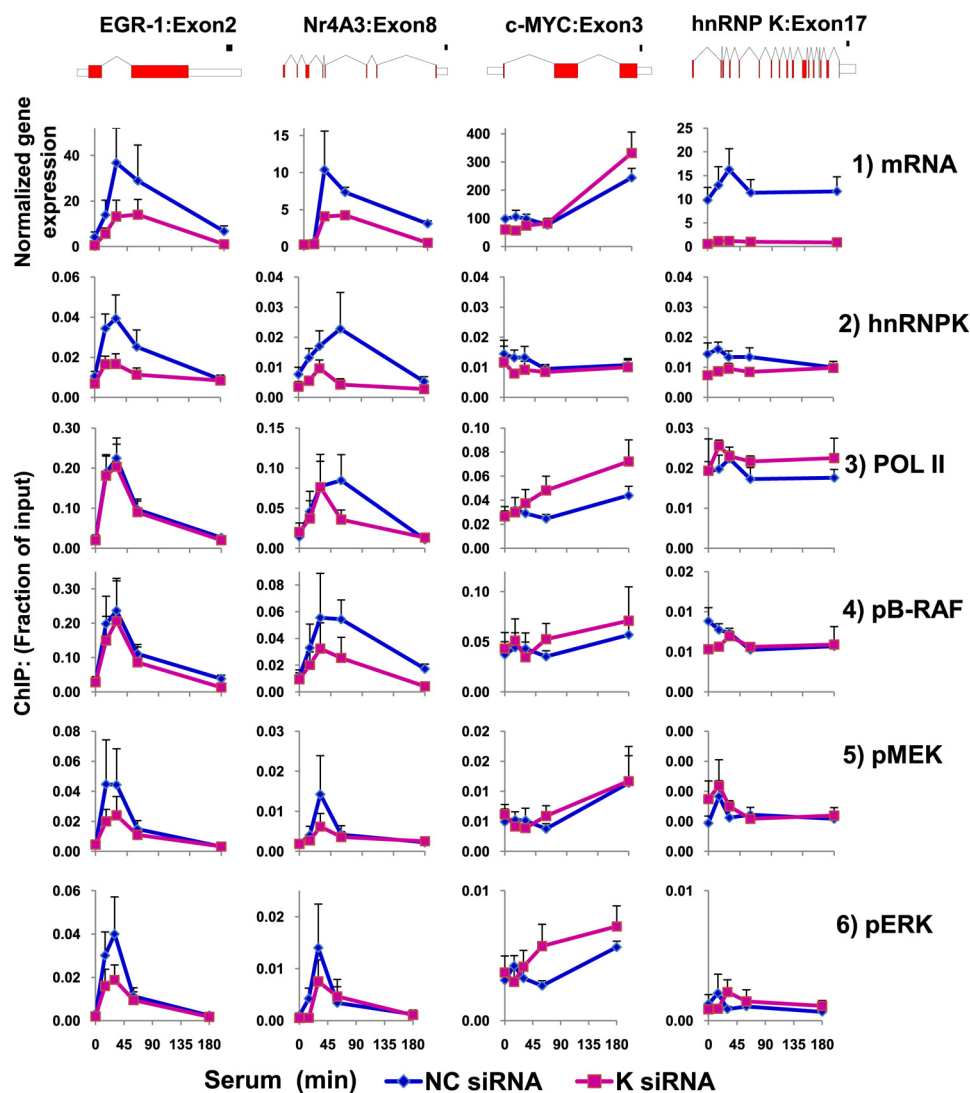 EGR-1:Exon2 Nr4A3:Exon8 c-MYC:Exon3 hnRNP K:Exon17
Normalized gene
expression
40 20 0
15 10 5 0
400 300 200 100 0
25 20 15 10 5 0
1) mRNA
ChIP: (Fraction of input)
0.06 0.04 0.02 0.00
0.04 0.03 0.02 0.01 0.00
0.04 0.03 0.02 0.01 0.00
0.04 0.03 0.02 0.01 0.00
2) hnRNPK
0.30 0.20 0.10 0.00
0.15 0.10 0.05 0.00
0.10 0.08 0.06 0.04 0.02 0.00
0.03 0.02 0.01 0.00
3) POL II
0.30 0.20 0.10 0.00
0.10 0.08 0.06 0.04 0.02 0.00
0.15 0.10 0.05 0.00
0.02 0.01 0.01 0.00
4) pB-RAF
0.08 0.06 0.04 0.02 0.00
0.03 0.02 0.01 0.00
0.02 0.02 0.01 0.01 0.00
0.00 0.00 0.00 0.00 0.00
5) pMEK
0.06 0.04 0.02 0.00
0.02 0.01 0.00
0.01 0.01 0.00
0.01 0.00
6) pERK
0 45 90 135 180 0 45 90 135 180 0 45 90 135 180 0 45 90 135 180
Serum (min) NC siRNA K siRNA